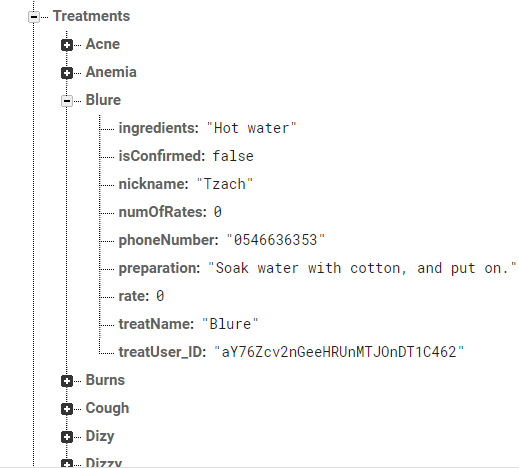 Treatments
Acne
Anemia
Blure
ingredients: "Hot water"
isConfirmed: false
nickname: "Tzach"
numOfRates: 0
phoneNumber: "0546636353"
preparation: "Soak water with cotton, and put on."
rate: 0
treatName: "Blure"
treatUser_ID: "aY76Zcv2nGeeHRUnMTJOnDT1C462"
Burns
Cough
Dizy
Dizzy